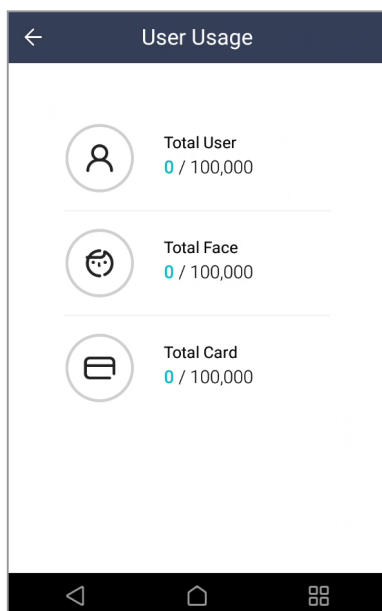 User Usage
Total User
0 / 100,000
Total Face
0 / 100,000
Total Card
0 / 100,000